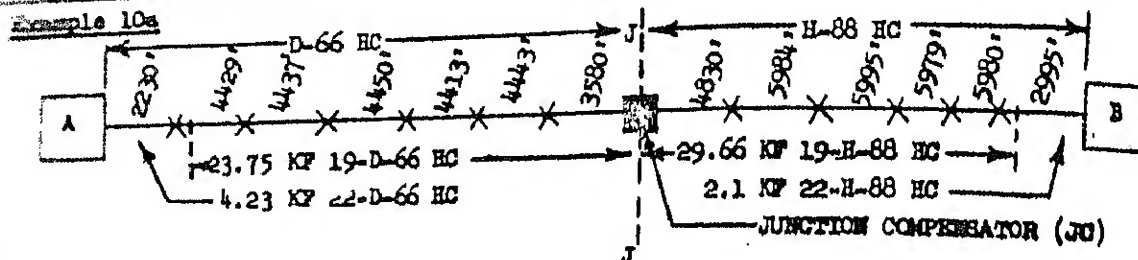 Example 10a
D-66 HC
J
H-88 HC
2230'
4429'
4437'
4450'
4413'
4443'
3580'
4830'
5984'
5995'
5979'
5980'
2995'
A
B
23.75 KF 19-D-66 HC
29.66 KF 19-H-88 HC
4.23 KF 22-D-66 HC
2.1 KF 22-H-88 HC
JUNCTION COMPENSATOR (JC)
J